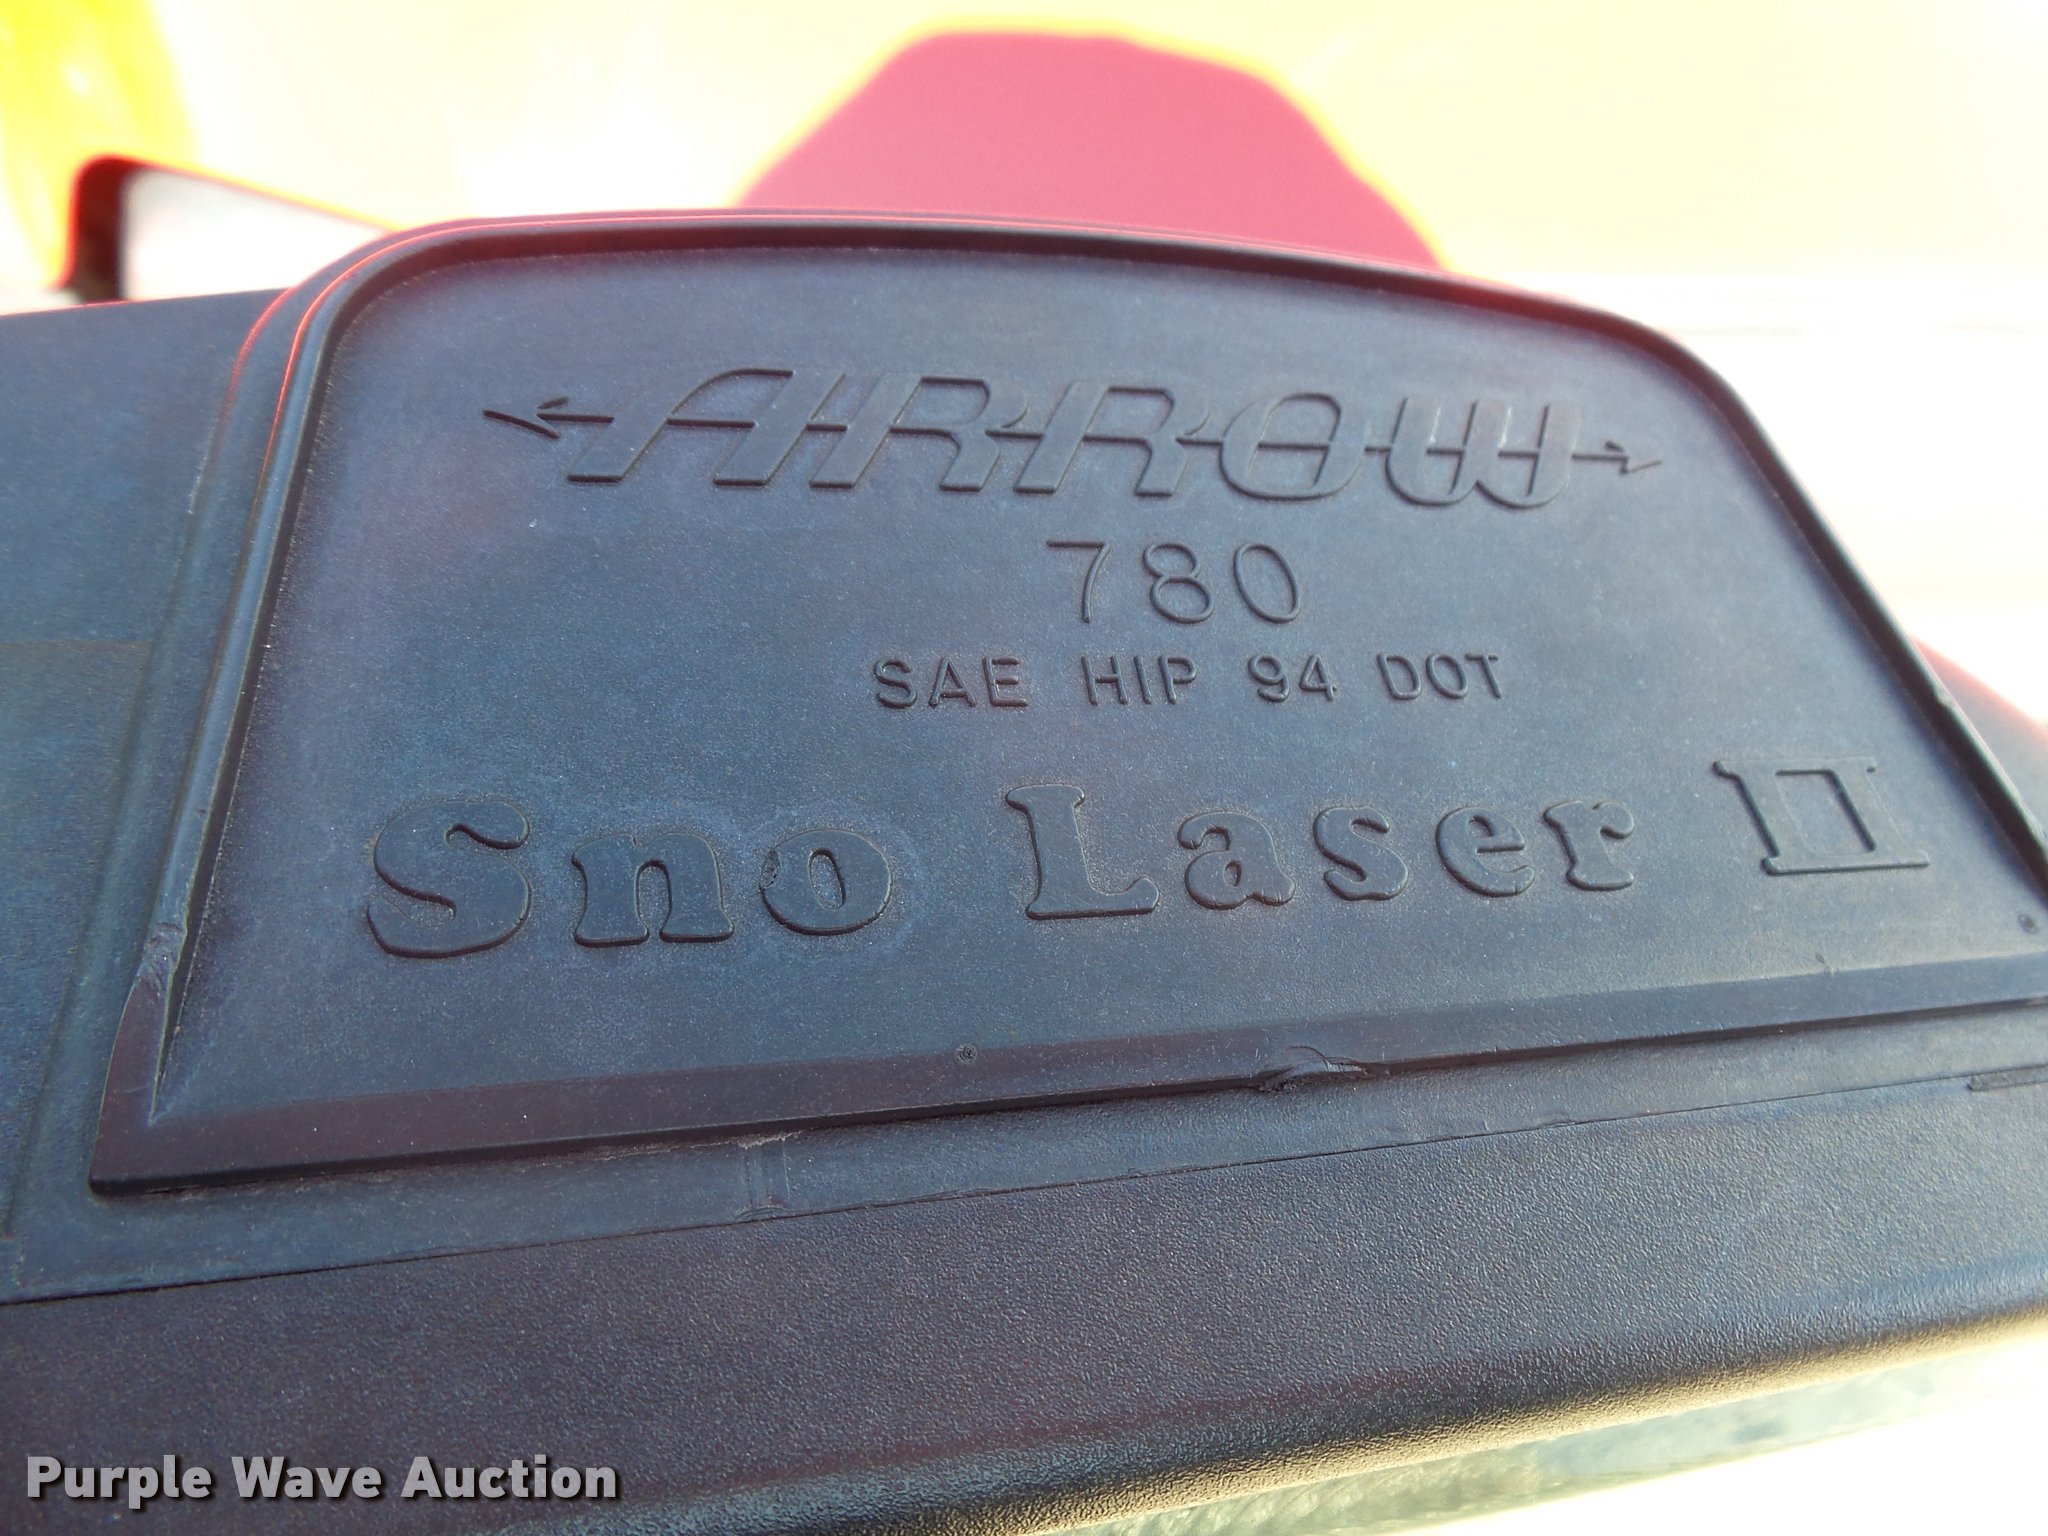 ARROW
780
SAE HIP 94 DOT
Sno Laser II
Purple Wave Auction